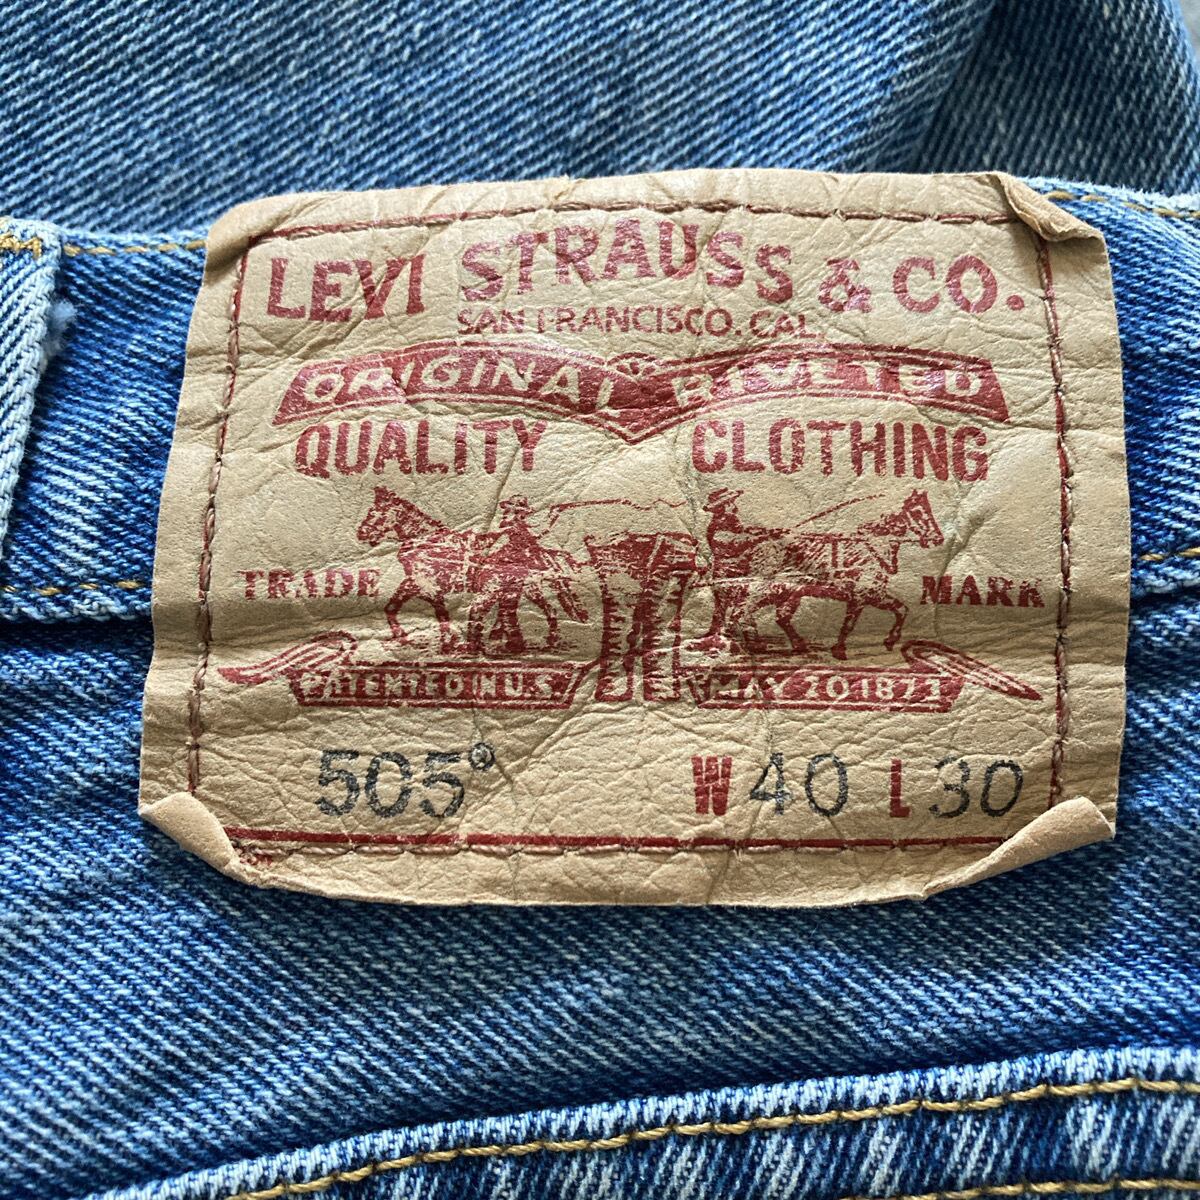 LEVI STRAUSS & CO.
SAN FRANCISCO, CAL.
ORIGINAL RIVETED
QUALITY CLOTHING
TRADE MARK
PATENTED IN U.S. MAY 20 1873
505® W 40 L 30